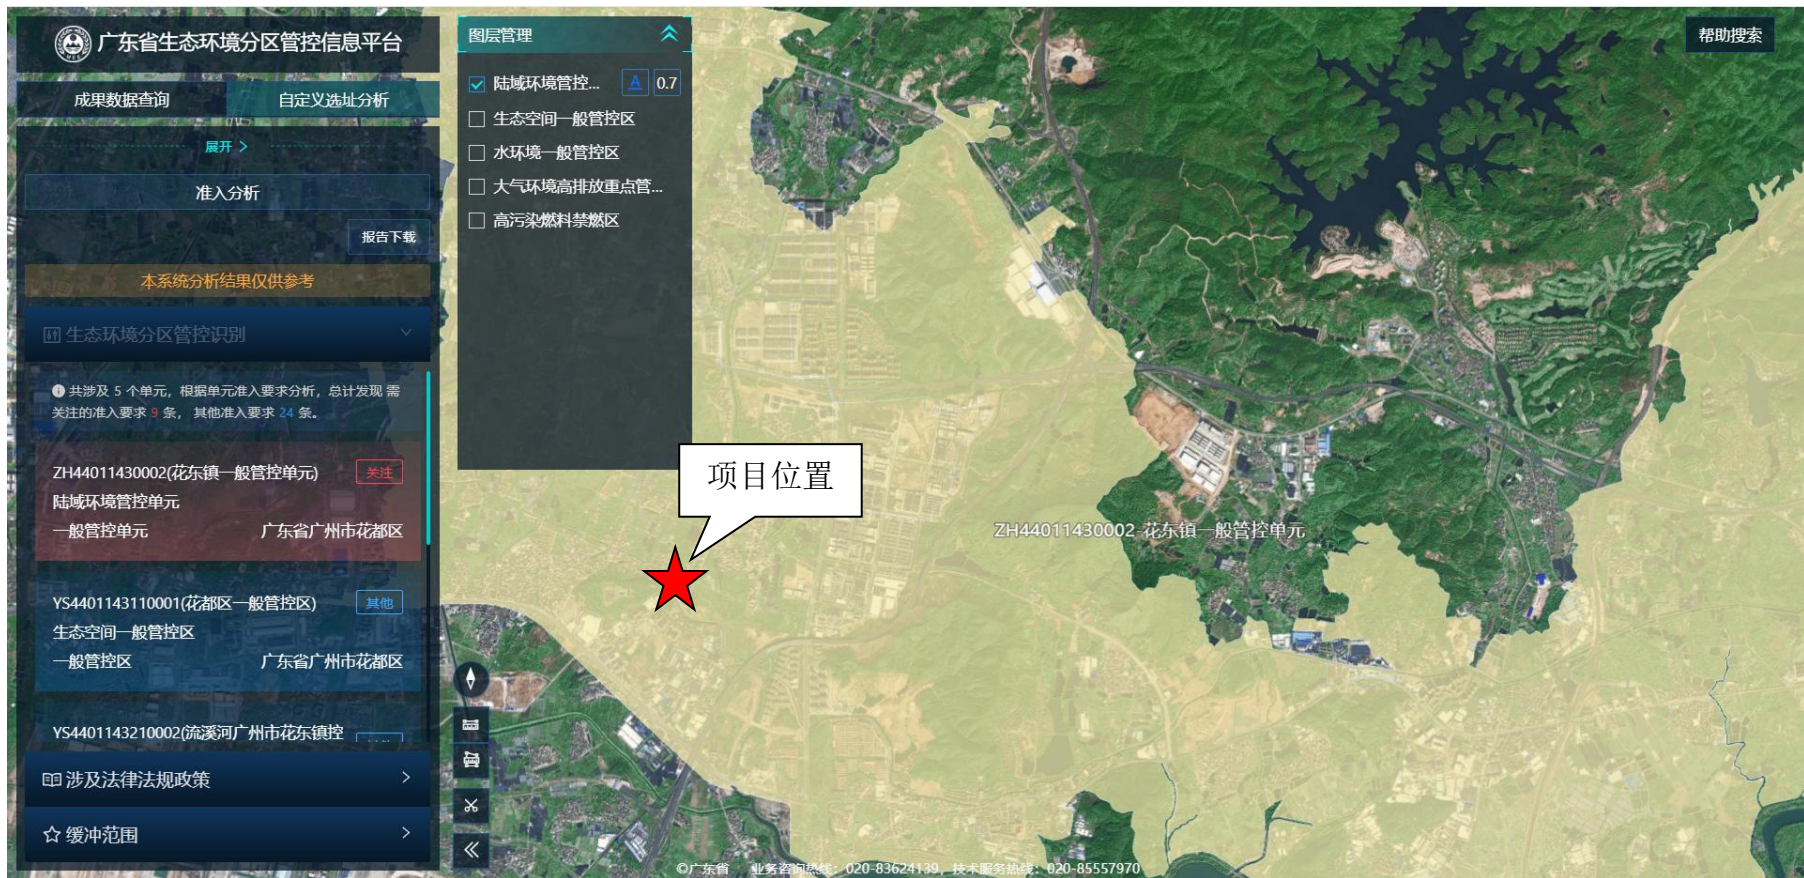 广东省生态环境分区管控信息平台
成果数据查询
自定义选址分析
展开 >
准入分析
报告下载
本系统分析结果仅供参考
生态环境分区管控识别
共涉及 5 个单元，根据单元准入要求分析，总计发现 需
关注的准入要求 9 条， 其他准入要求 24 条。
ZH44011430002(花东镇一般管控单元)
关注
陆域环境管控单元
一般管控单元
广东省广州市花都区
YS4401143110001(花都区一般管控区)
其他
生态空间一般管控区
一般管控区
广东省广州市花都区
YS4401143210002(流溪河广州市花东镇控
涉及法律法规政策
缓冲范围
图层管理
陆域环境管控...
A
0.7
生态空间一般管控区
水环境一般管控区
大气环境高排放重点管...
高污染燃料禁燃区
帮助搜索
项目位置
ZH44011430002-花东镇一般管控单元
©广东省 业务咨询热线：020-83624139，技术服务热线：020-85557970